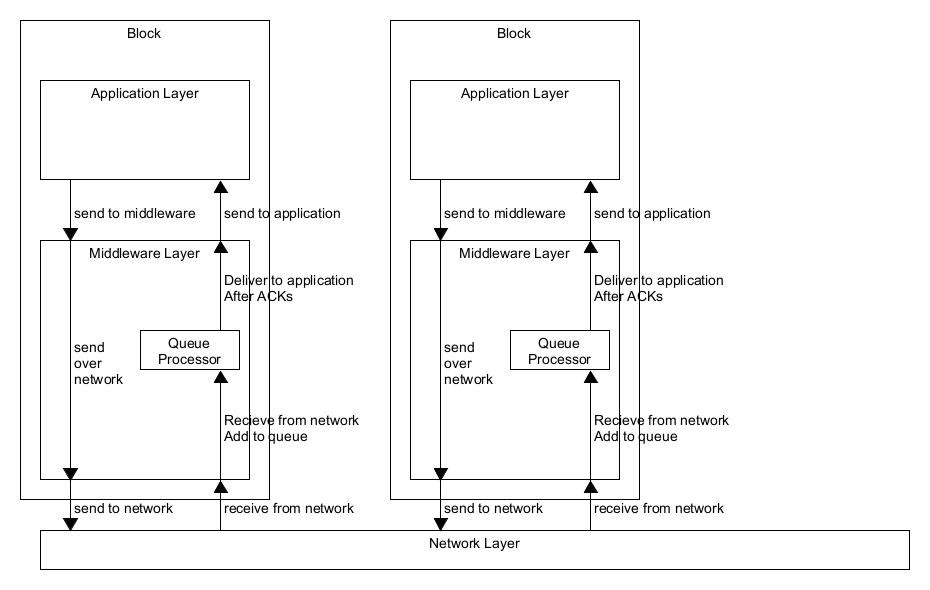 Block
Application Layer
send to middleware
send to application
Middleware Layer
Deliver to application
After ACKs
Queue
Processor
send
over
network
Recieve from network
Add to queue
send to network
receive from network
Block
Application Layer
send to middleware
send to application
Middleware Layer
Deliver to application
After ACKs
Queue
Processor
send
over
network
Recieve from network
Add to queue
send to network
receive from network
Network Layer